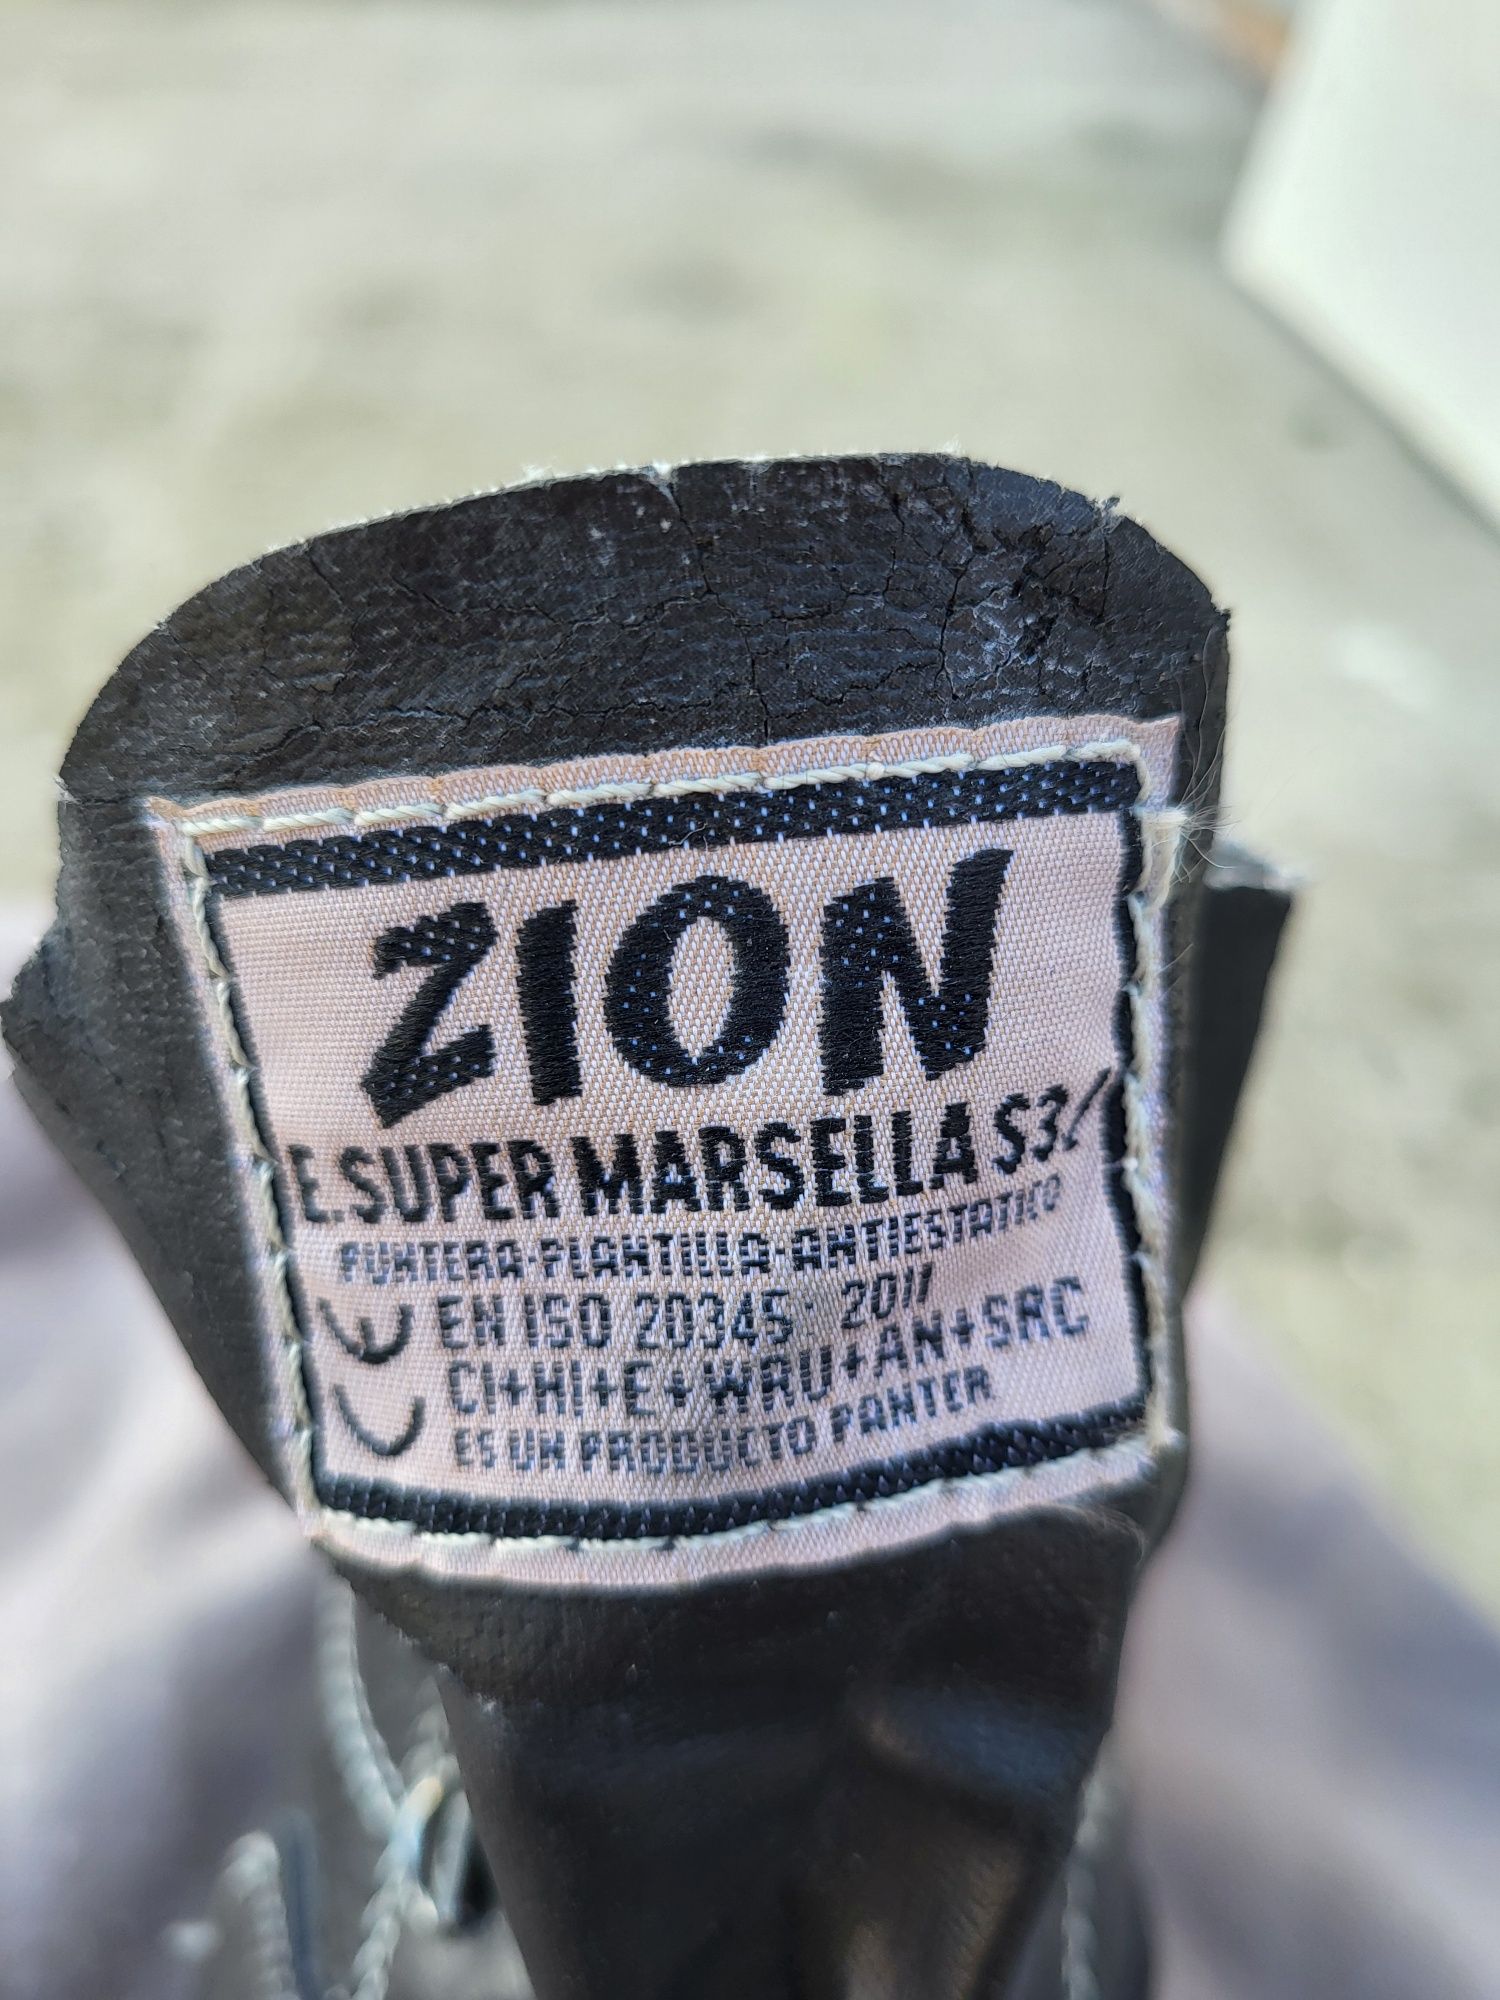 ZION
E.SUPER MARSELLA S3
PUNTERA-PLANTILLA-ANTIESTATICO
CE EN ISO 20345: 2011
CI+HI+E+WRU+AN+SRC
ES UN PRODUCTO PANTER